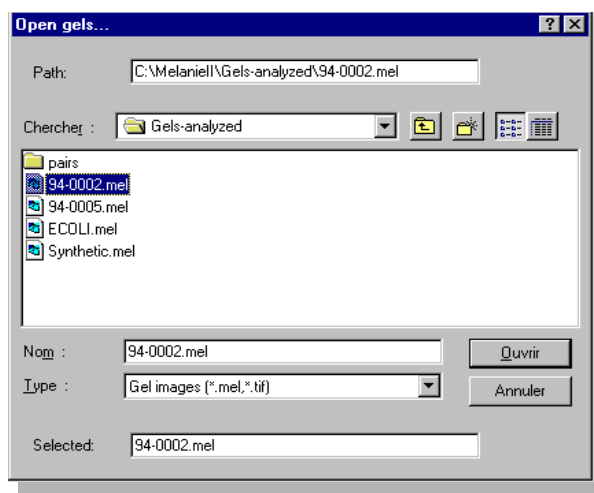 Open gels...
Path: C:\MelanieII\Gels-analyzed\94-0002.mel
Chercher : Gels-analyzed
pairs
94-0002.mel
94-0005.mel
ECOLI.mel
Synthetic.mel
Nom : 94-0002.mel
Ouvrir
Type : Gel images (*.mel,*.tif)
Annuler
Selected: 94-0002.mel